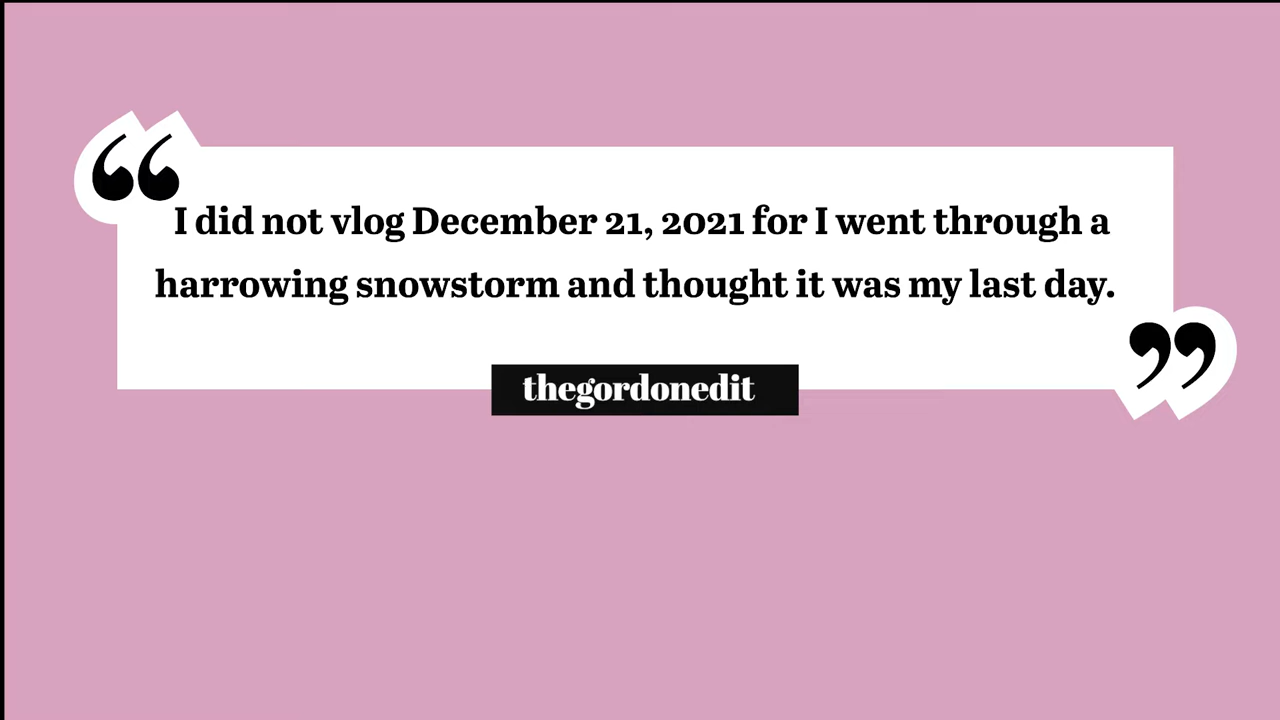 “
I did not vlog December 21, 2021 for I went through a
harrowing snowstorm and thought it was my last day.
”
thegordonedit